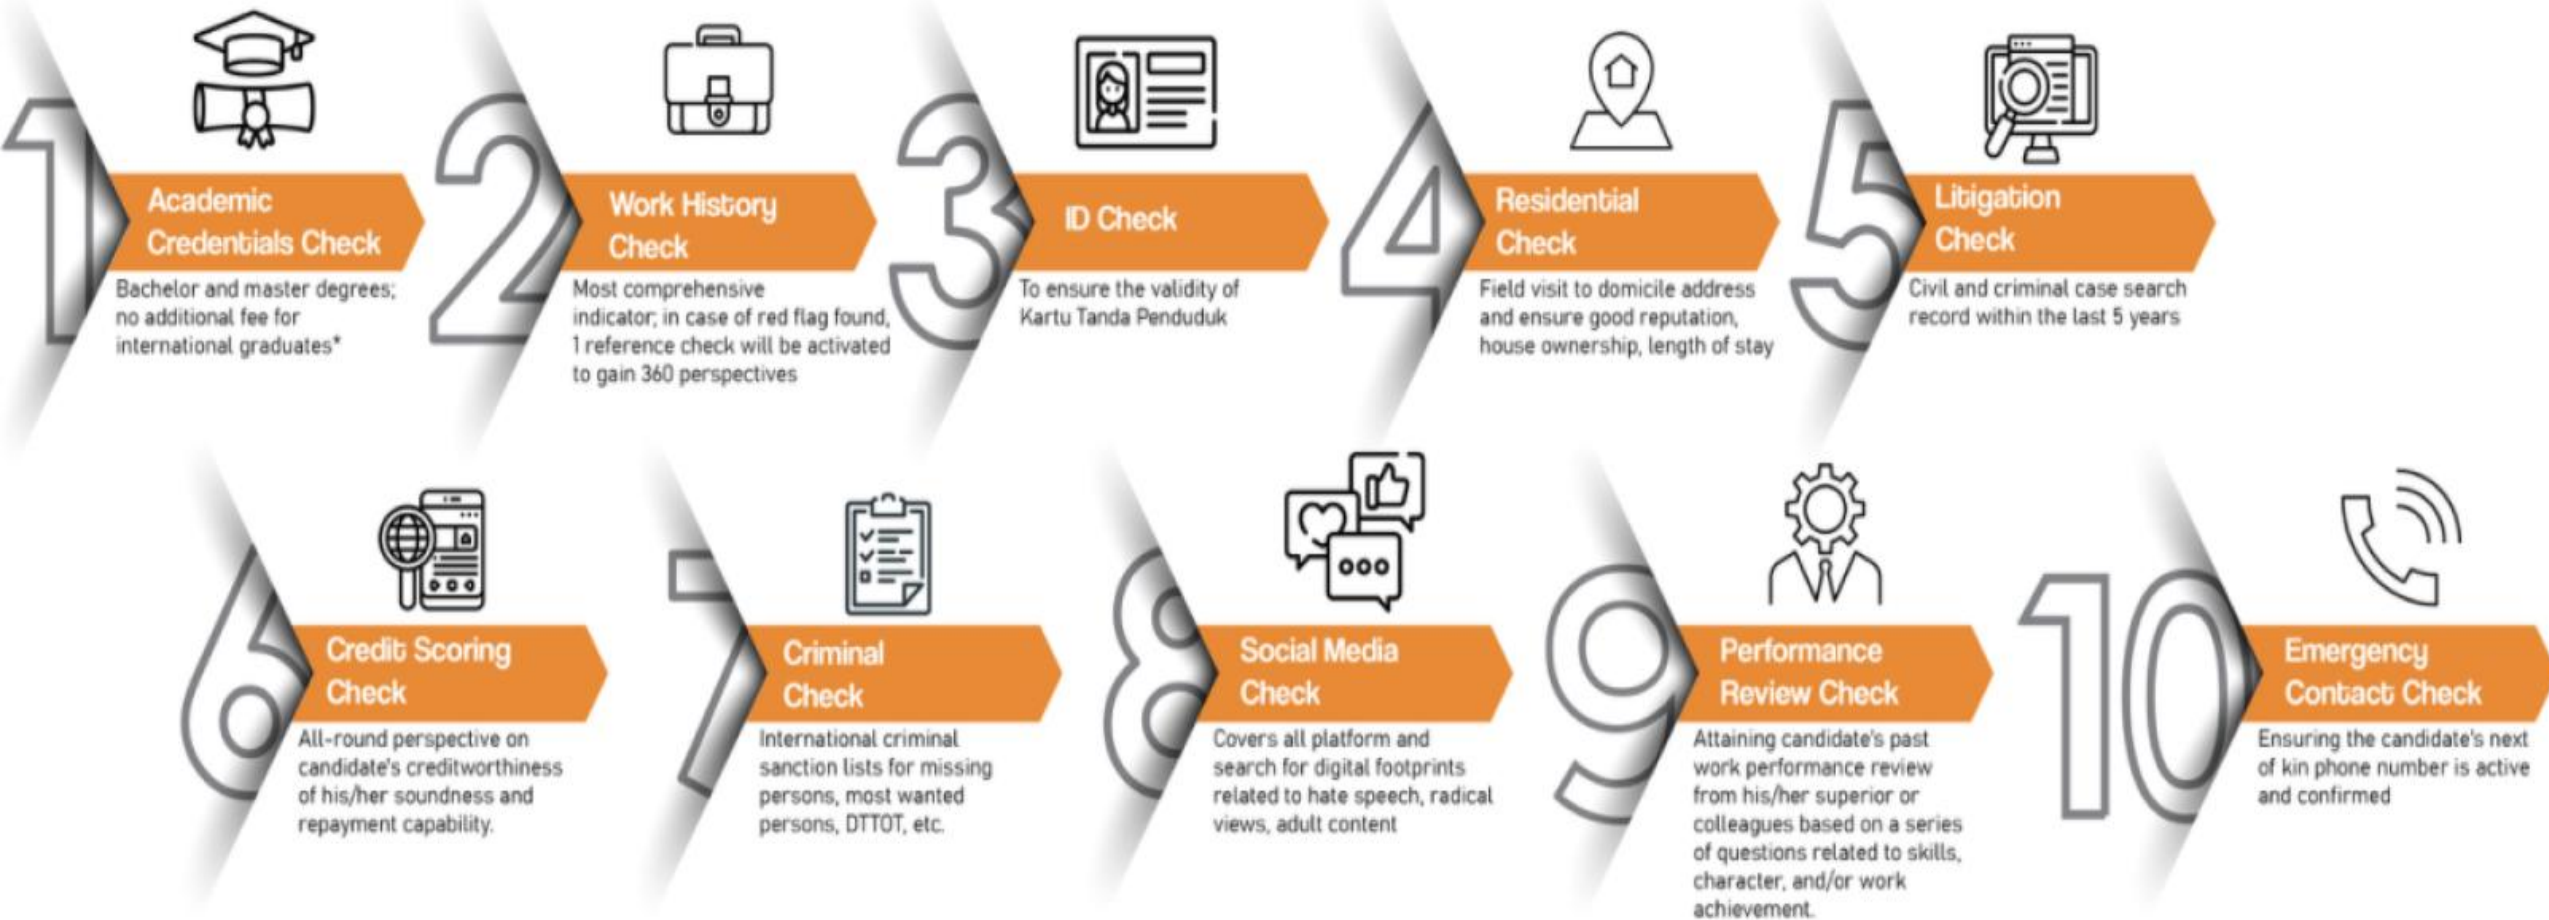 1
Academic
Credentials Check
Bachelor and master degrees;
no additional fee for
international graduates*
2
Work History
Check
Most comprehensive
indicator; in case of red flag found,
1 reference check will be activated
to gain 360 perspectives
3
ID Check
To ensure the validity of
Kartu Tanda Penduduk
4
Residential
Check
Field visit to domicile address
and ensure good reputation,
house ownership, length of stay
5
Litigation
Check
Civil and criminal case search
record within the last 5 years
6
Credit Scoring
Check
All-round perspective on
candidate's creditworthiness
of his/her soundness and
repayment capability.
7
Criminal
Check
International criminal
sanction lists for missing
persons, most wanted
persons, DTTOT, etc.
8
Social Media
Check
Covers all platform and
search for digital footprints
related to hate speech, radical
views, adult content
9
Performance
Review Check
Attaining candidate's past
work performance review
from his/her superior or
colleagues based on a series
of questions related to skills,
character, and/or work
achievement.
10
Emergency
Contact Check
Ensuring the candidate's next
of kin phone number is active
and confirmed